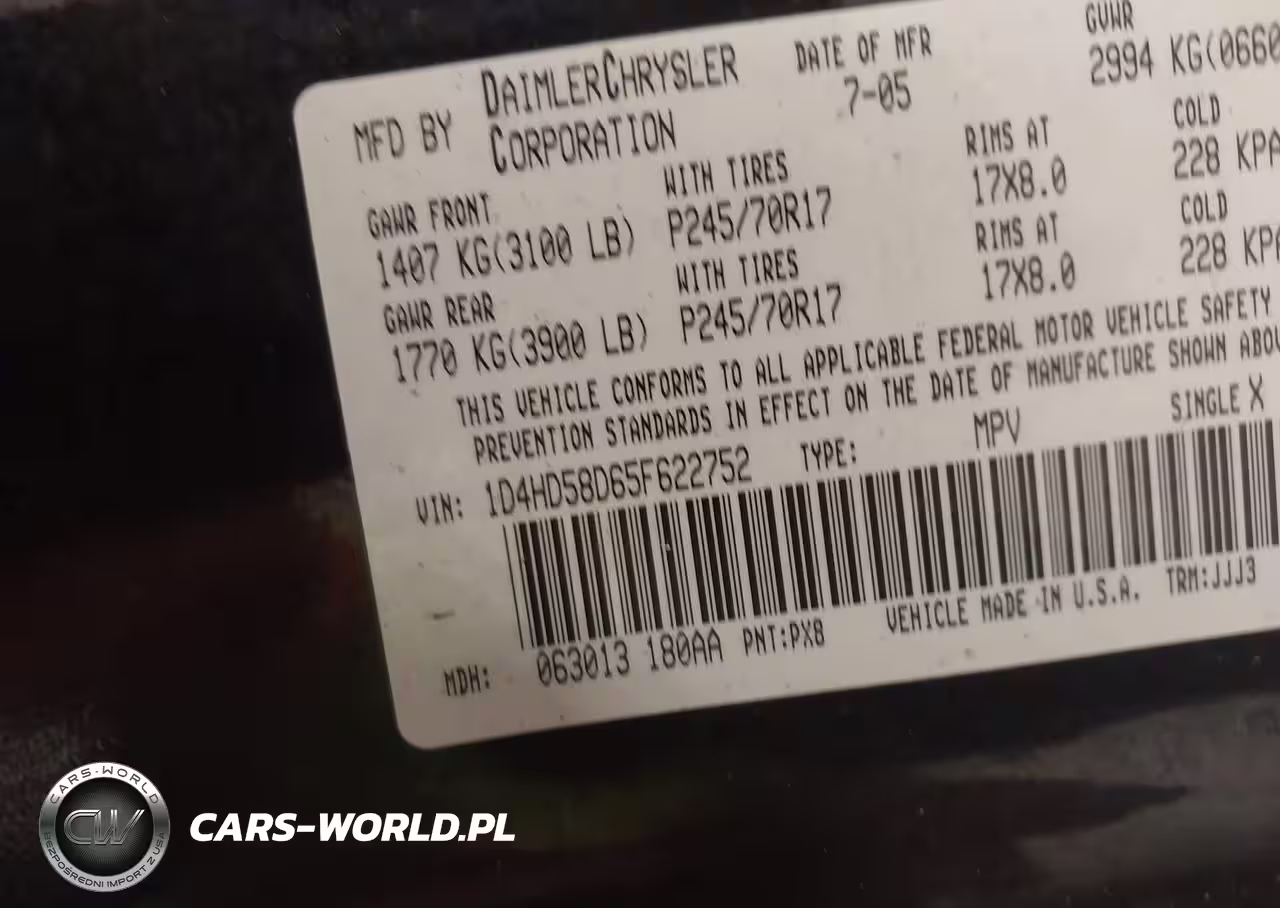 MFD BY DAIMLERCHRYSLER CORPORATION
DATE OF MFR
7-05
GVWR
2994 KG(0660
GAWR FRONT
1407 KG(3100 LB)
WITH TIRES
P245/70R17
RIMS AT
17X8.0
COLD
228 KPA
GAWR REAR
1770 KG(3900 LB)
WITH TIRES
P245/70R17
RIMS AT
17X8.0
COLD
228 KPA
THIS VEHICLE CONFORMS TO ALL APPLICABLE FEDERAL MOTOR VEHICLE SAFETY
PREVENTION STANDARDS IN EFFECT ON THE DATE OF MANUFACTURE SHOWN ABOV
VIN: 1D4HD58D65F622752 TYPE: MPV SINGLE X
MDH: 063013 180AA PNT:PX8 VEHICLE MADE IN U.S.A. TRM:JJJ3
CARS-WORLD
CW
BEZPOŚREDNI IMPORT Z USA
CARS-WORLD.PL